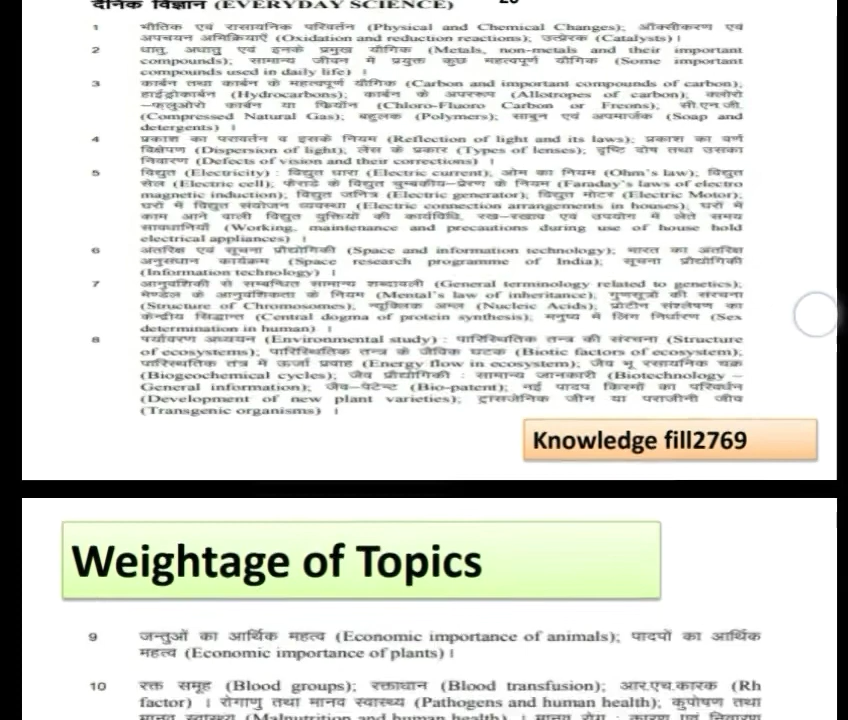 दैनिक विज्ञान (EVERYDAY SCIENCE)
1 भौतिक एवं रासायनिक परिवर्तन (Physical and Chemical Changes); ऑक्सीकरण एवं
अपचयन अभिक्रियाएँ (Oxidation and reduction reactions); उत्प्रेरक (Catalysts) ।
2 धातु, अधातु एवं इनके प्रमुख यौगिक (Metals, non-metals and their important
compounds); सामान्य जीवन में प्रयुक्त कुछ महत्वपूर्ण यौगिक (Some important
compounds used in daily life) ।
3 कार्बन तथा कार्बन के महत्वपूर्ण यौगिक (Carbon and important compounds of carbon);
हाईड्रोकार्बन (Hydrocarbons); कार्बन के अपररूप (Allotropes of carbon); क्लोरो
–फ्लुओरो कार्बन या फ्रियॉन (Chloro-Fluoro Carbon or Freons); सी.एन.जी.
(Compressed Natural Gas); बहुलक (Polymers); साबुन एवं अपमार्जक (Soap and
detergents) ।
4 प्रकाश का परावर्तन व इसके नियम (Reflection of light and its laws); प्रकाश का वर्ण
विक्षेपण (Dispersion of light); लेंस के प्रकार (Types of lenses); दृष्टि दोष तथा उसका
निवारण (Defects of vision and their corrections) ।
5 विद्युत (Electricity) : विद्युत धारा (Electric current); ओम का नियम (Ohm's law); विद्युत
सेल (Electric cell); फैराडे के विद्युत चुम्बकीय–प्रेरण के नियम (Faraday's laws of electro
magnetic induction); विद्युत जनित्र (Electric generator); विद्युत मोटर (Electric Motor);
घरों में विद्युत संयोजन व्यवस्था (Electric connection arrangements in houses); घरों में
काम आने वाली विद्युत युक्तियों की कार्यविधि, रख–रखाव एवं उपयोग में लेते समय
सावधानियाँ (Working, maintenance and precautions during use of house hold
electrical appliances) ।
6 अंतरिक्ष एवं सूचना प्रौद्योगिकी (Space and information technology); भारत का अंतरिक्ष
अनुसंधान कार्यक्रम (Space research programme of India); सूचना प्रौद्योगिकी
(Information technology) ।
7 आनुवंशिकी से सम्बन्धित सामान्य शब्दावली (General terminology related to genetics);
मेण्डेल के आनुवंशिकता के नियम (Mental's law of inheritance); गुणसूत्रों की संरचना
(Structure of Chromosomes); न्यूक्लिक अम्ल (Nucleic Acids); प्रोटीन संश्लेषण का
केन्द्रीय सिद्धान्त (Central dogma of protein synthesis); मनुष्य में लिंग निर्धारण (Sex
determination in human) ।
8 पर्यावरण अध्ययन (Environmental study) : पारिस्थितिक तन्त्र की संरचना (Structure
of ecosystems); पारिस्थितिक तन्त्र के जैविक घटक (Biotic factors of ecosystem);
पारिस्थितिक तंत्र में ऊर्जा प्रवाह (Energy flow in ecosystem); जैव भू रसायनिक चक्र
(Biogeochemical cycles); जैव प्रौद्योगिकी : सामान्य जानकारी (Biotechnology –
General information); जैव–पेटेन्ट (Bio-patent); नई पादप किस्मों का परिवर्धन
(Development of new plant varieties); ट्रांसजेनिक जीन या पराजीनी जीव
(Transgenic organisms) ।
Knowledge fill2769
Weightage of Topics
9 जन्तुओं का आर्थिक महत्व (Economic importance of animals); पादपों का आर्थिक
महत्व (Economic importance of plants) ।
10 रक्त समूह (Blood groups); रक्ताधान (Blood transfusion); आर.एच.कारक (Rh
factor) । रोगाणु तथा मानव स्वास्थ्य (Pathogens and human health); कुपोषण तथा
मानव स्वास्थ्य (Malnutrition and human health) । मानव रोग : कारण एवं निवारण